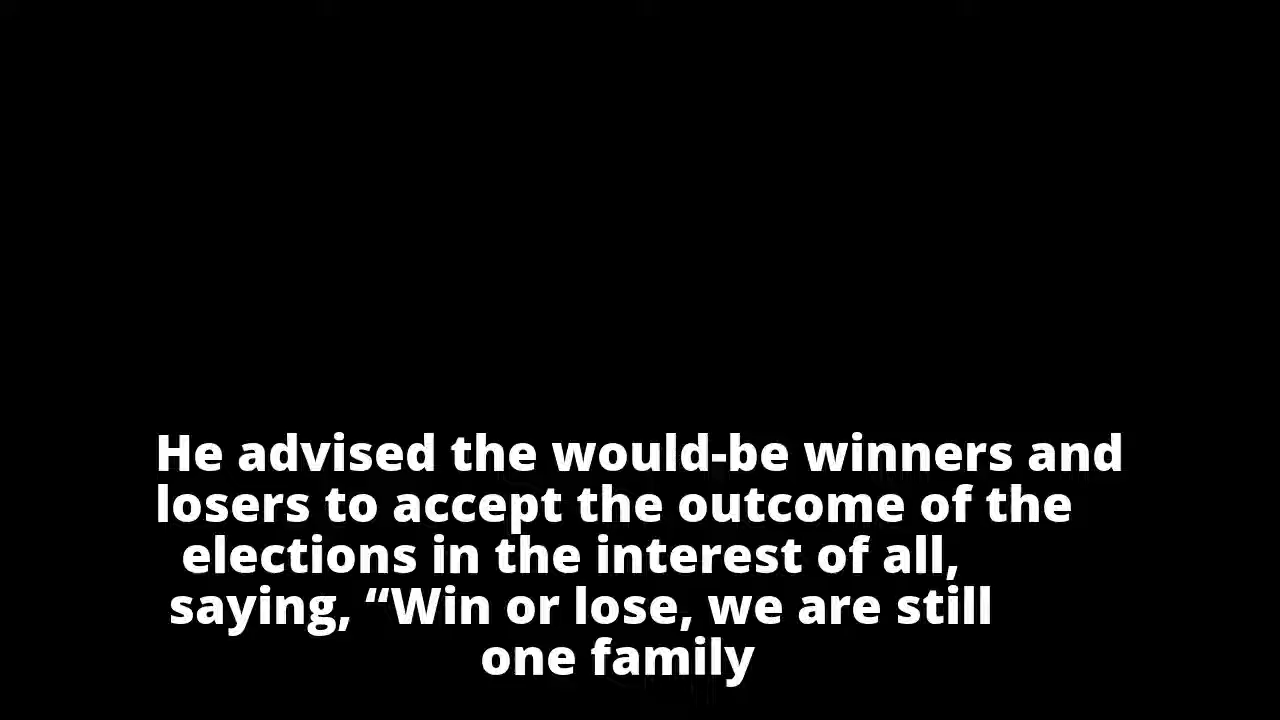 He advised the would-be winners and
losers to accept the outcome of the
elections in the interest of all,
saying, “Win or lose, we are still
one family